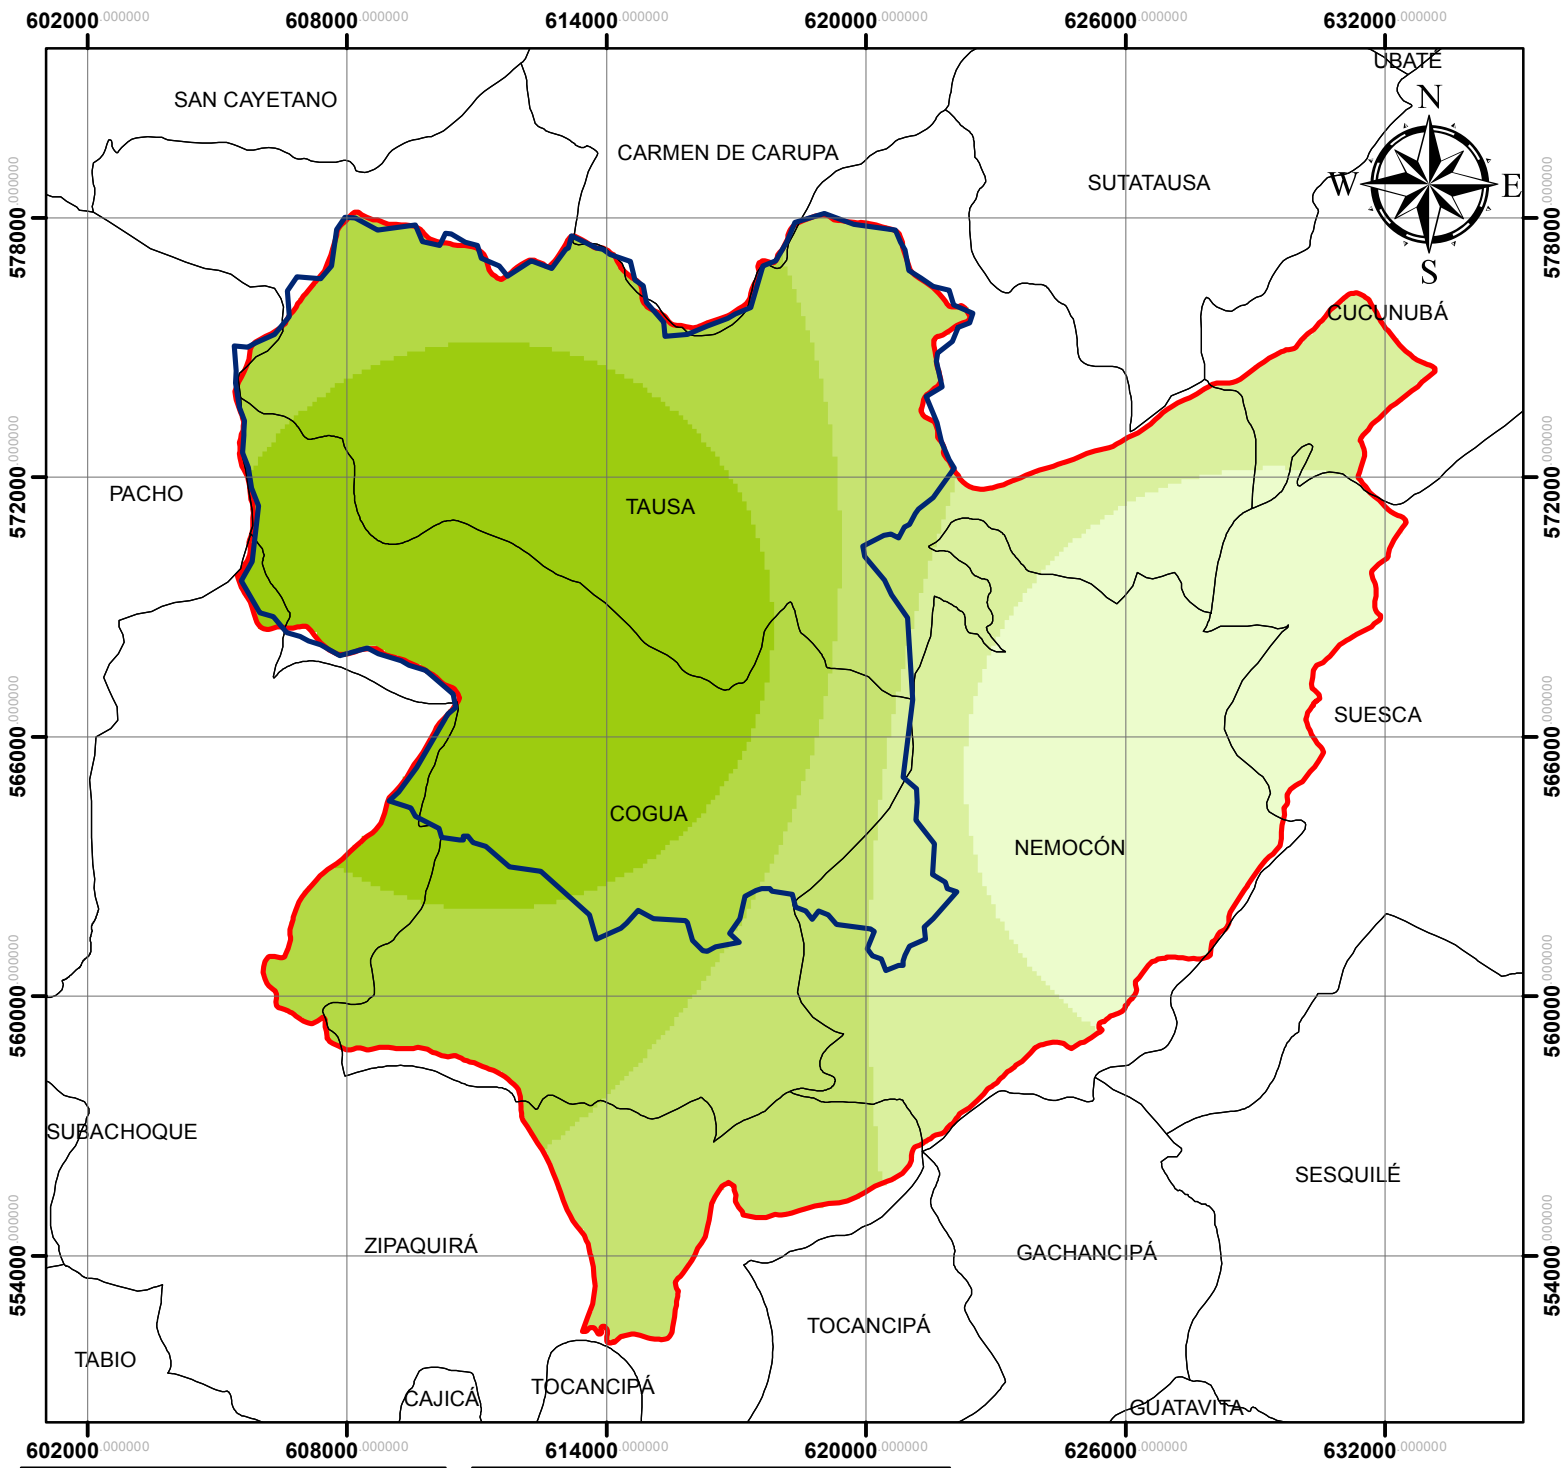 602000.000000 608000.000000 614000.000000 620000.000000 626000.000000 632000.000000
UBATÉ
SAN CAYETANO
N
CARMEN DE CARUPA
SUTATAUSA
W E
578000.000000 578000.000000
S
CUCUNUBÁ
PACHO
TAUSA
572000.000000 572000.000000
SUESCA
566000.000000 566000.000000
COGUA
NEMOCÓN
560000.000000 560000.000000
SUBACHOQUE
SESQUILÉ
ZIPAQUIRÁ
GACHANCIPÁ
554000.000000 554000.000000
TOCANCIPÁ
TABIO
TOCANCIPÁ
CAJICÁ
GUATAVITA
602000.000000 608000.000000 614000.000000 620000.000000 626000.000000 632000.000000